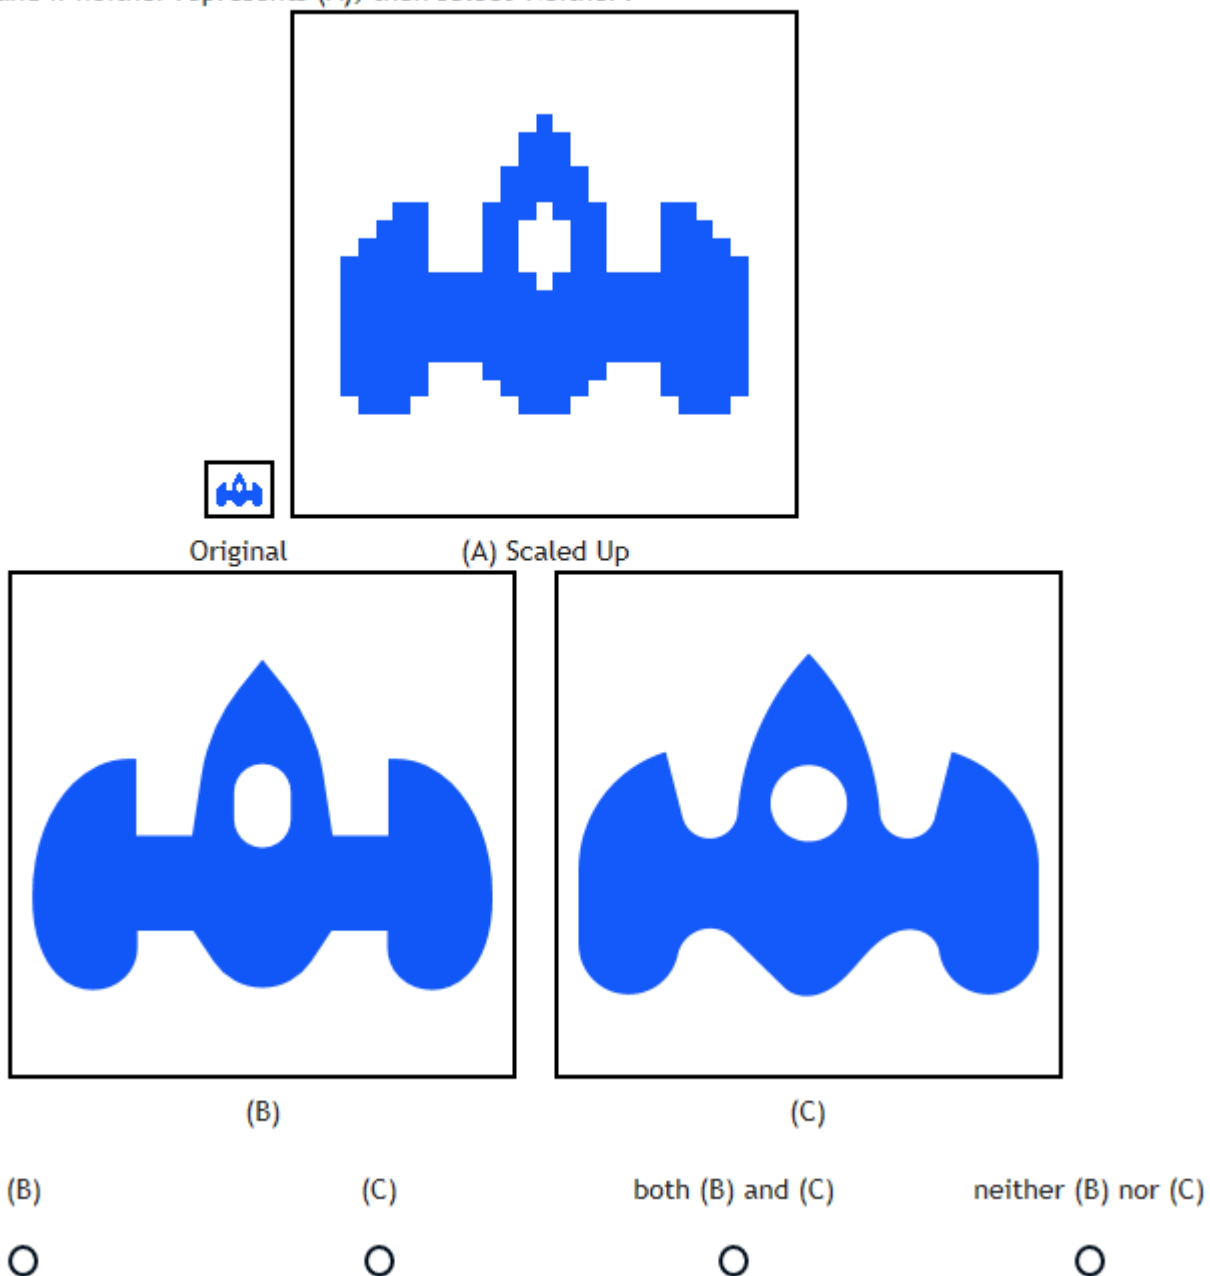 Original
(A) Scaled Up
(B)
(C)
(B)
(C)
both (B) and (C)
neither (B) nor (C)